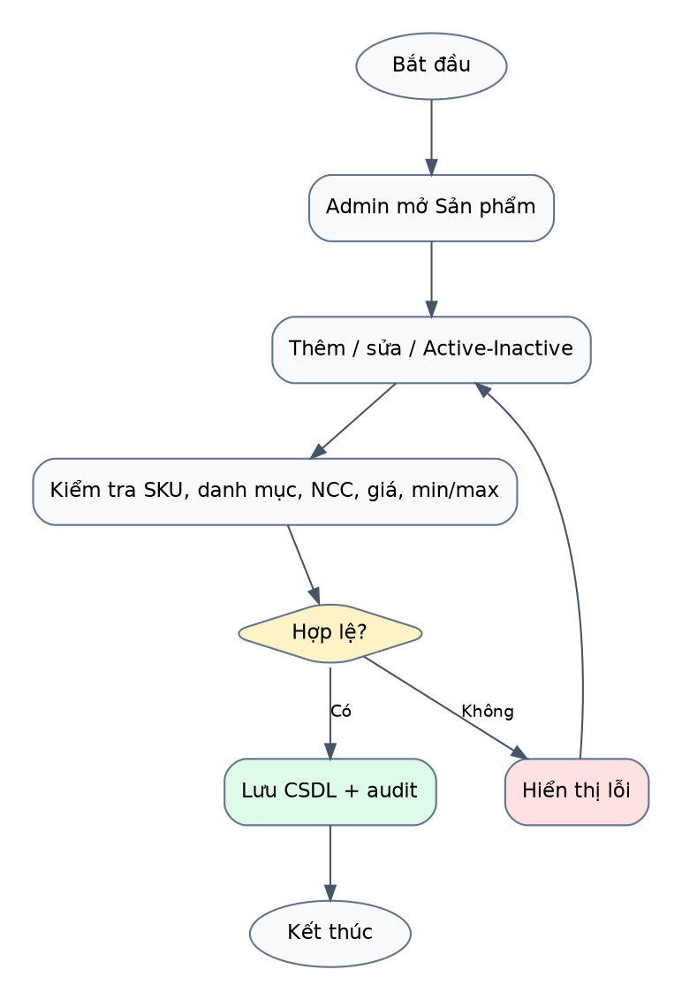 Bắt đầu
Admin mở Sản phẩm
Thêm / sửa / Active-Inactive
Kiểm tra SKU, danh mục, NCC, giá, min/max
Hợp lệ?
Có
Không
Lưu CSDL + audit
Hiển thị lỗi
Kết thúc